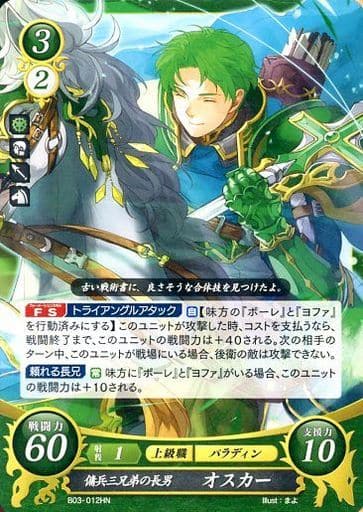 3
2
古い戦術書に、良さそうな合体技を見つけたよ。
FS トライアングルアタック 自【味方の『ボーレ』と『ヨファ』
を行動済みにする】このユニットが攻撃した時、コストを支払うなら、
戦闘終了まで、このユニットの戦闘力は＋40される。次の相手の
ターン中、このユニットが戦場にいる場合、後衛の敵は攻撃できない。
頼れる長兄 常 味方に『ボーレ』と『ヨファ』がいる場合、このユニット
の戦闘力は＋10される。
戦闘力 60
射程 1
上級職
パラディン
支援力 10
傭兵三兄弟の長男 オスカー
B03-012HN
Illust：まよ